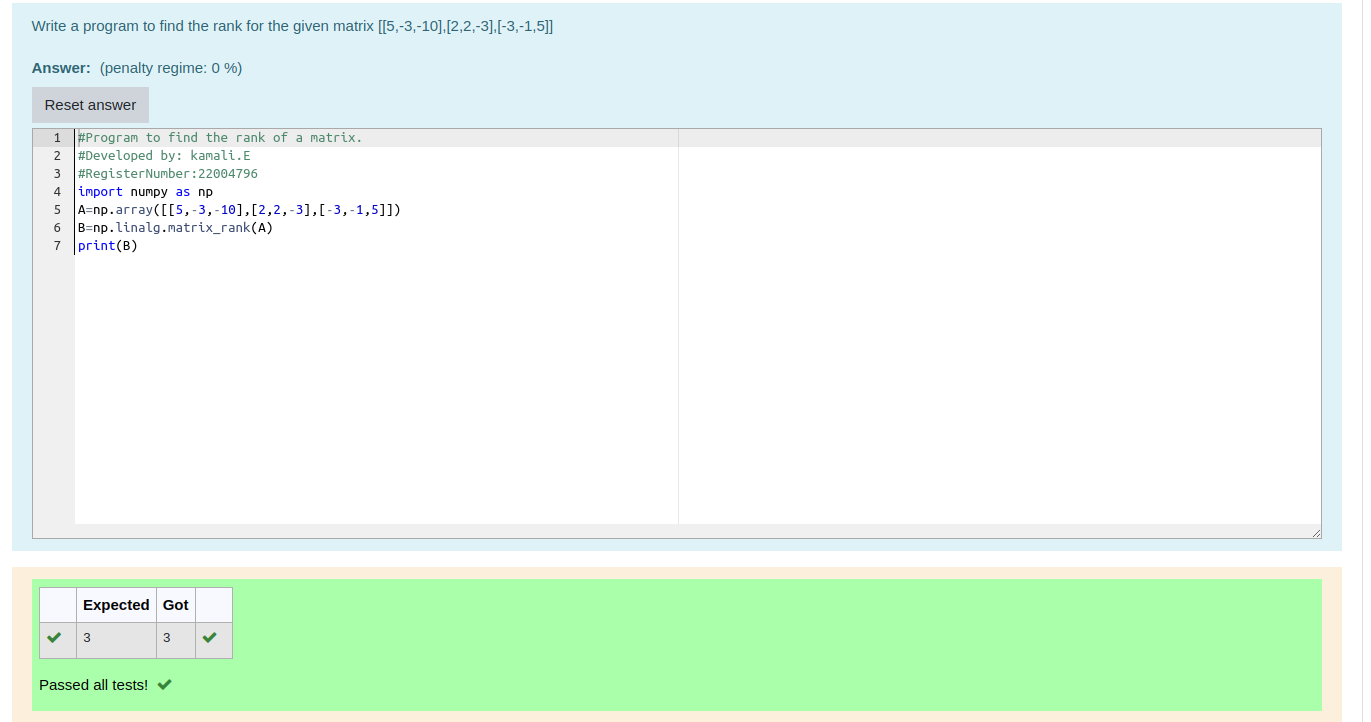 Write a program to find the rank for the given matrix [[5,-3,-10],[2,2,-3],[-3,-1,5]]
Answer: (penalty regime: 0 %)
Reset answer
1 #Program to find the rank of a matrix.
2 #Developed by: kamali.E
3 #RegisterNumber:22004796
4 import numpy as np
5 A=np.array([[5,-3,-10],[2,2,-3],[-3,-1,5]])
6 B=np.linalg.matrix_rank(A)
7 print(B)
Expected Got
3 3
Passed all tests!